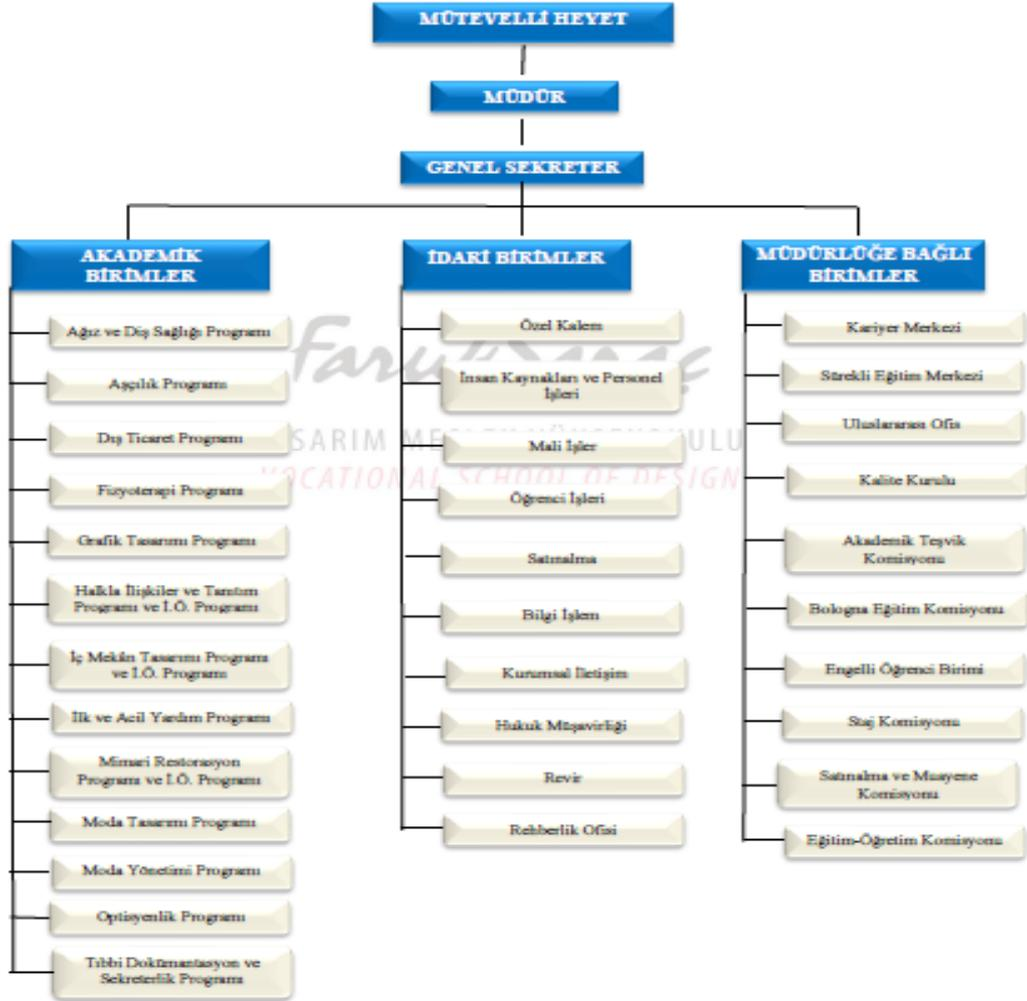 MÜTEVELLİ HEYET
MÜDÜR
GENEL SEKRETER
AKADEMİK
BİRİMLER
Ağız ve Diş Sağlığı Programı
Aşçılık Programı
Dış Ticaret Programı
Fizyoterapi Programı
Grafik Tasarımı Programı
Halkla İlişkiler ve Tanıtım
Programı ve İ.Ö. Programı
İç Mekân Tasarımı Programı
ve İ.Ö. Programı
İlk ve Acil Yardım Programı
Mimari Restorasyon
Programı ve İ.Ö. Programı
Moda Tasarımı Programı
Moda Yönetimi Programı
Optisyenlik Programı
Tıbbi Dokümantasyon ve
Sekreterlik Programı
İDARİ BİRİMLER
Özel Kalem
İnsan Kaynakları ve Personel
İşleri
Mali İşler
Öğrenci İşleri
Satınalma
Bilgi İşlem
Kurumsal İletişim
Hukuk Müşavirliği
Revir
Rehberlik Ofisi
MÜDÜRLÜĞE BAĞLI
BİRİMLER
Kariyer Merkezi
Sürekli Eğitim Merkezi
Uluslararası Ofis
Kalite Kurulu
Akademik Teşvik
Komisyonu
Bologna Eğitim Komisyonu
Engelli Öğrenci Birimi
Staj Komisyonu
Satınalma ve Muayene
Komisyonu
Eğitim-Öğretim Komisyonu
VOCATIONAL SCHOOL OF DESIGN